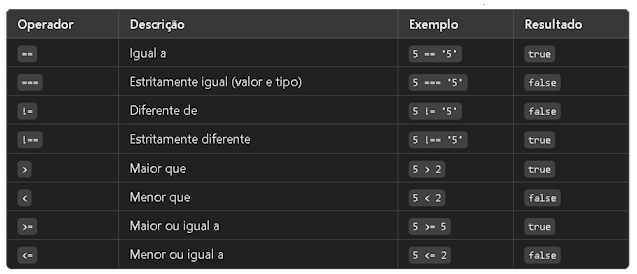 Operador Descrição Exemplo Resultado
== Igual a 5 == '5' true
=== Estritamente igual (valor e tipo) 5 === '5' false
!= Diferente de 5 != '5' false
!== Estritamente diferente 5 !== '5' true
> Maior que 5 > 2 true
< Menor que 5 < 2 false
>= Maior ou igual a 5 >= 5 true
<= Menor ou igual a 5 <= 2 false